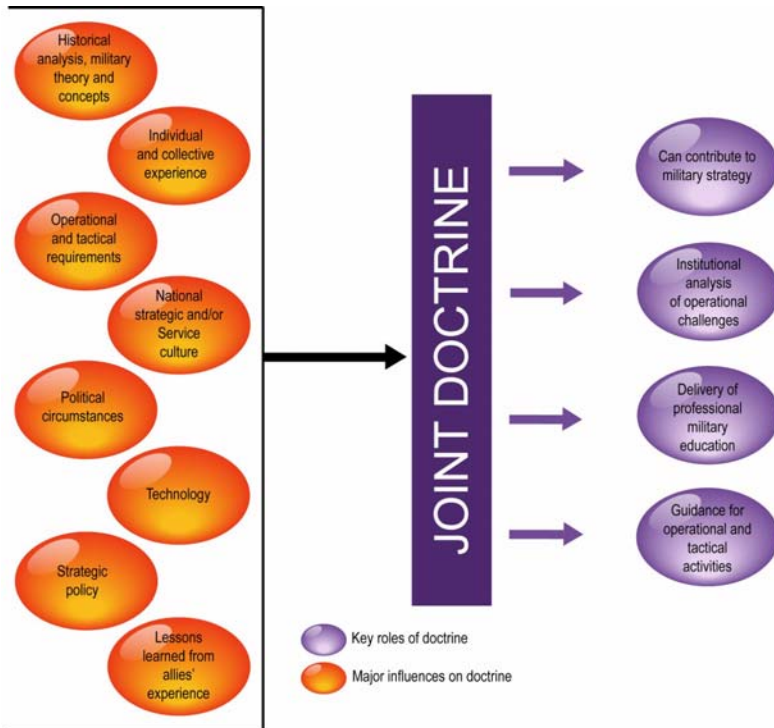 Historical
analysis, military
theory and
concepts
Individual
and collective
experience
Operational
and tactical
requirements
National
strategic and/or
Service
culture
Political
circumstances
Technology
Strategic
policy
Lessons
learned from
allies'
experience
JOINT DOCTRINE
Can contribute to
military strategy
Institutional
analysis
of operational
challenges
Delivery of
professional
military
education
Guidance for
operational and
tactical
activities
Key roles of doctrine
Major influences on doctrine